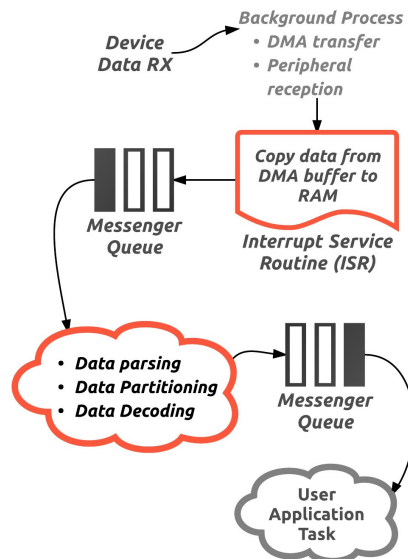 Device
Data RX
Background Process
• DMA transfer
• Peripheral
reception
Copy data from
DMA buffer to
RAM
Interrupt Service
Routine (ISR)
Messenger
Queue
• Data parsing
• Data Partitioning
• Data Decoding
Messenger
Queue
User
Application
Task